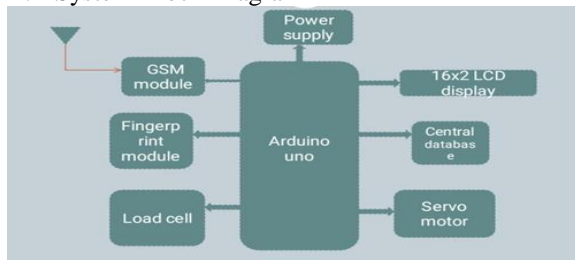 Power
supply
GSM
module
16x2 LCD
display
Fingerp
rint
module
Arduino
uno
Central
databas
e
Load cell
Servo
motor